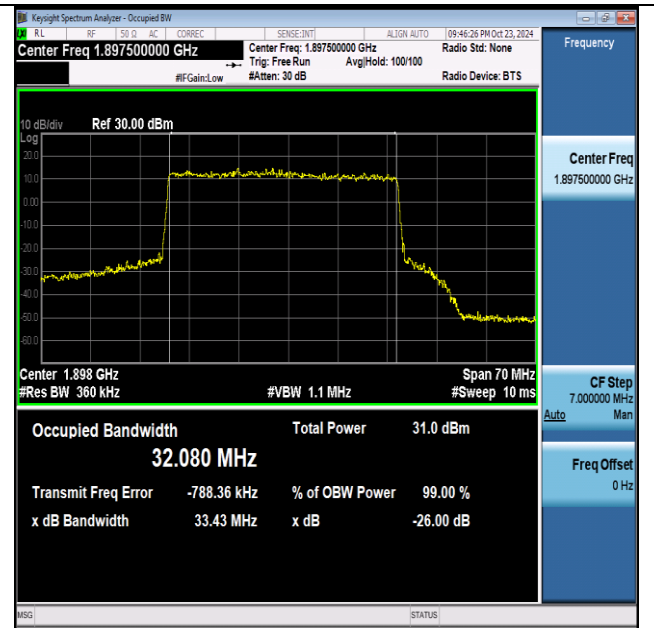 Keysight Spectrum Analyzer - Occupied BW
RL RF 50 Ω AC CORREC SENSE:INT ALIGN AUTO 09:46:26 PM Oct 23, 2024
Center Freq 1.897500000 GHz Center Freq: 1.897500000 GHz Radio Std: None Frequency
Trig: Free Run Avg|Hold: 100/100
#IFGain:Low #Atten: 30 dB Radio Device: BTS
10 dB/div Ref 30.00 dBm
Log
20.0
10.0
0.00
-10.0
-20.0
-30.0
-40.0
-50.0
-60.0
Center Freq
1.897500000 GHz
Center 1.898 GHz Span 70 MHz
#Res BW 360 kHz #VBW 1.1 MHz #Sweep 10 ms
CF Step
7.000000 MHz
Auto Man
Occupied Bandwidth Total Power 31.0 dBm
32.080 MHz
Freq Offset
0 Hz
Transmit Freq Error -788.36 kHz % of OBW Power 99.00 %
x dB Bandwidth 33.43 MHz x dB -26.00 dB
MSG STATUS